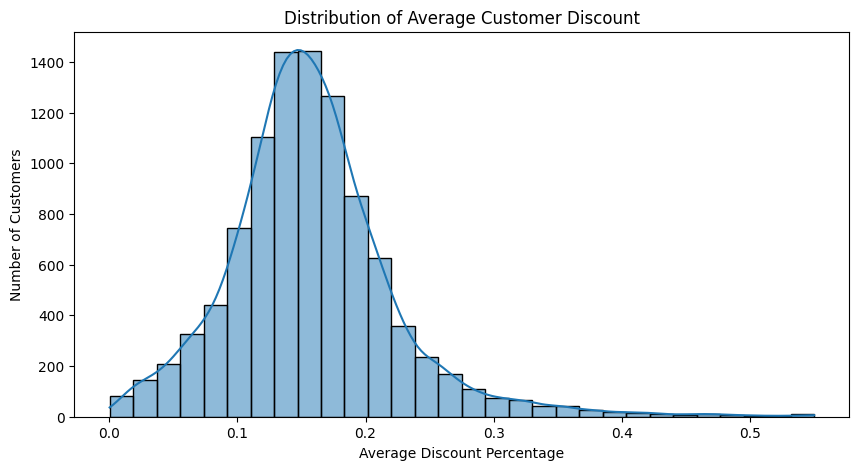 Distribution of Average Customer Discount
Number of Customers
1400
1200
1000
800
600
400
200
0
0.0 0.1 0.2 0.3 0.4 0.5
Average Discount Percentage